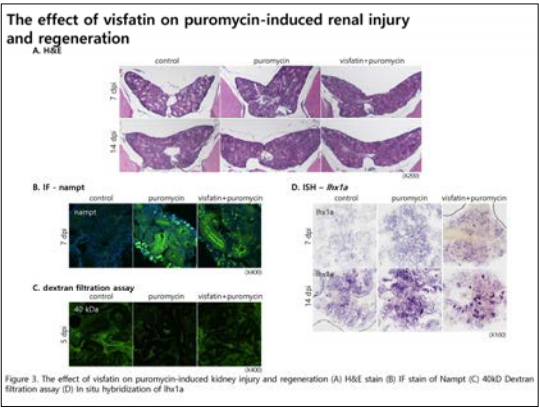 The effect of visfatin on puromycin-induced renal injury
and regeneration
A. H&E
control puromycin visfatin+puromycin
7 dpi
14 dpi
(X200)
B. IF - nampt
control puromycin visfatin+puromycin
nampt
7 dpi
(X400)
C. dextran filtration assay
control puromycin visfatin+puromycin
40 kDa
5 dpi
(X400)
D. ISH – lhx1a
control puromycin visfatin+puromycin
lhx1a
7 dpi
lhx1a
14 dpi
(X100)
Figure 3. The effect of visfatin on puromycin-induced kidney injury and regeneration (A) H&E stain (B) IF stain of Nampt (C) 40kD Dextran
filtration assay (D) In situ hybridization of lhx1a